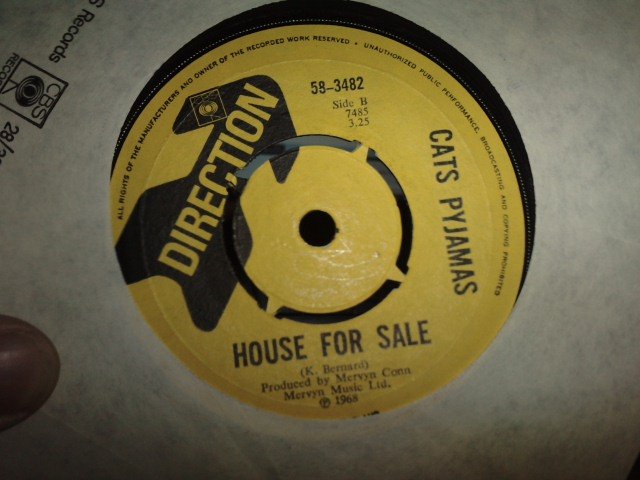 S Records
CBS
RECO
28/
ALL RIGHTS OF THE MANUFACTURERS AND OWNER OF THE RECORDED WORK RESERVED • UNAUTHORIZED PUBLIC PERFORMANCE, BROADCASTING AND COPYING PROHIBITED
DIRECTION
58-3482
Side B
7485
3.25
CATS PYJAMAS
HOUSE FOR SALE
(K. Bernard)
Produced by Mervyn Conn
Mervyn Music Ltd.
℗ 1968